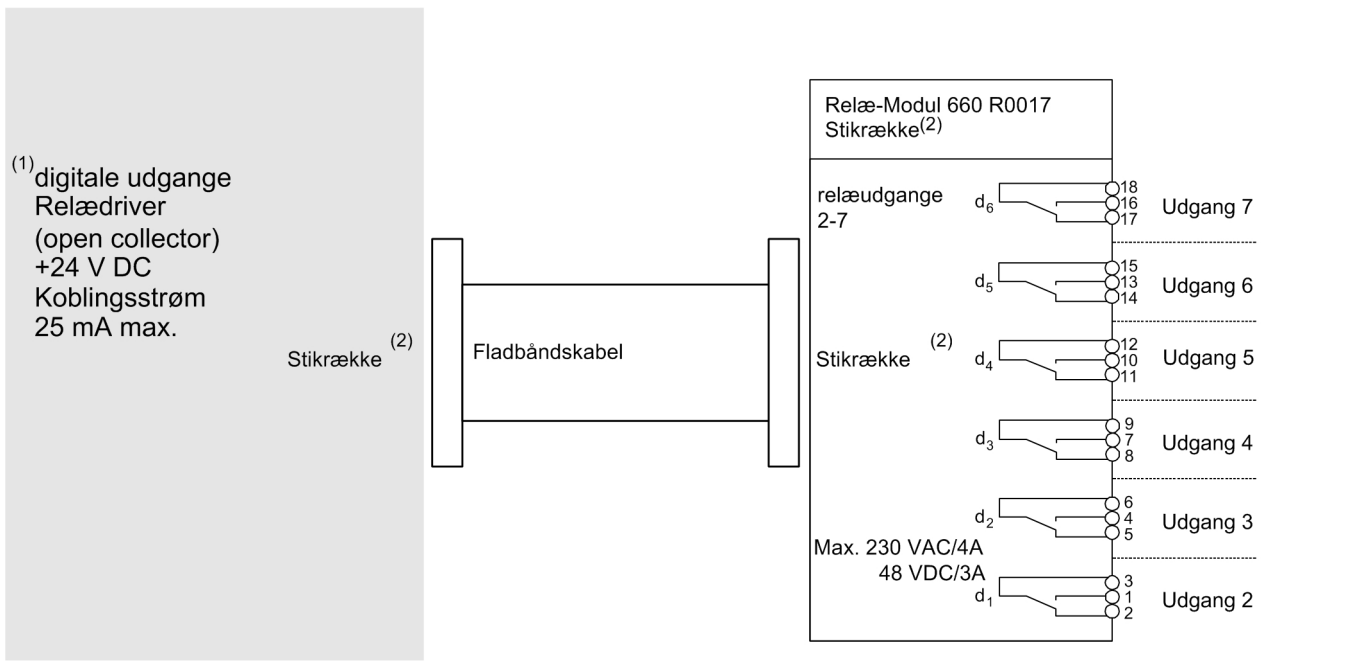 (1)
digitale udgange
Relædriver
(open collector)
+24 V DC
Koblingsstrøm
25 mA max.
Stikrække (2)
Fladbåndskabel
Relæ-Modul 660 R0017
Stikrække(2)
relæudgange
2-7
Stikrække (2)
Max. 230 VAC/4A
48 VDC/3A
d6
18
16
17
Udgang 7
d5
15
13
14
Udgang 6
d4
12
10
11
Udgang 5
d3
9
7
8
Udgang 4
d2
6
4
5
Udgang 3
d1
3
1
2
Udgang 2